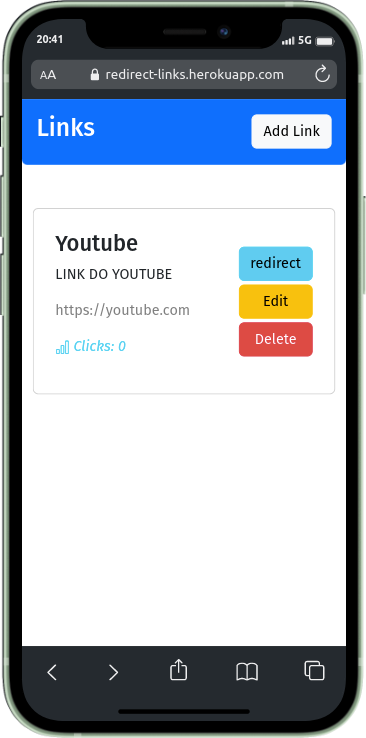 20:41
5G
AA redirect-links.herokuapp.com
Links
Add Link
Youtube
LINK DO YOUTUBE
https://youtube.com
Clicks: 0
redirect
Edit
Delete